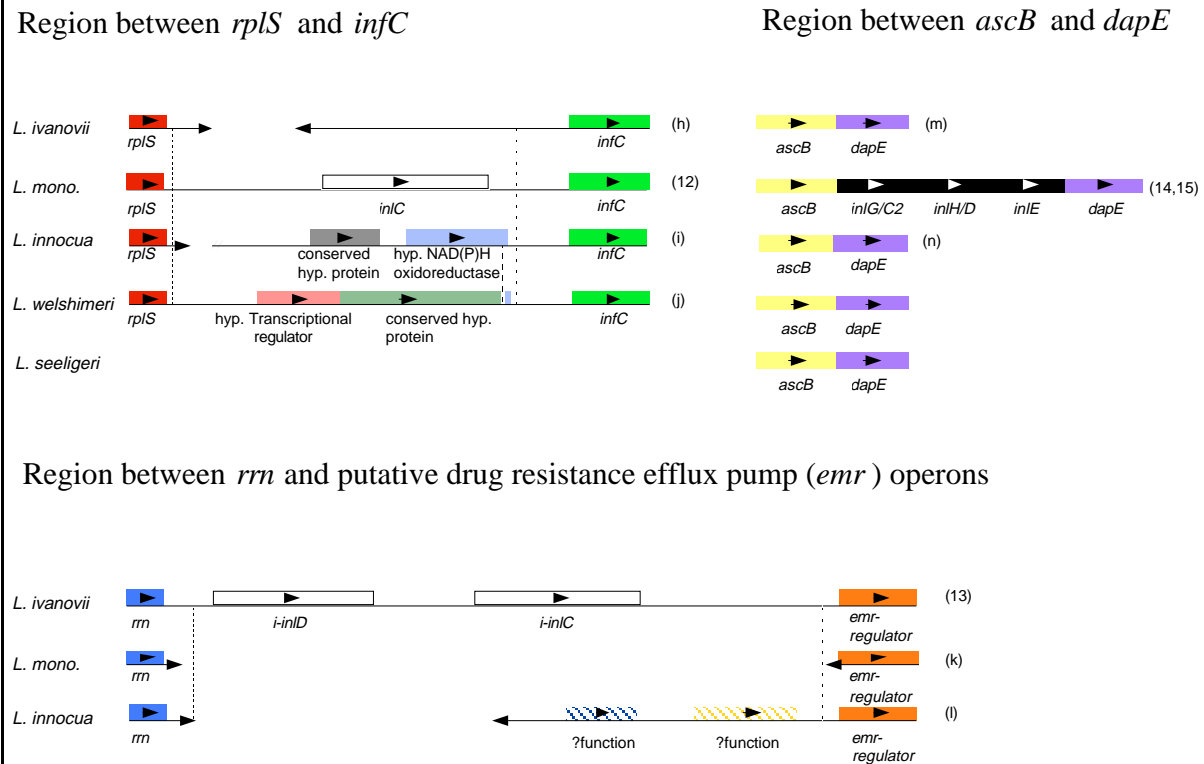 Region between rplS and infC
Region between ascB and dapE
L. ivanovii
rplS
infC
(h)
ascB
dapE
(m)
L. mono.
rplS
inlC
infC
(12)
ascB
inlG/C2
inlH/D
inlE
dapE
(14,15)
L. innocua
rplS
conserved
hyp. protein
hyp. NAD(P)H
oxidoreductase
infC
(i)
ascB
dapE
(n)
L. welshimeri
rplS
hyp. Transcriptional
regulator
conserved hyp.
protein
infC
(j)
ascB
dapE
L. seeligeri
ascB
dapE
Region between rrn and putative drug resistance efflux pump (emr ) operons
L. ivanovii
rrn
i-inlD
i-inlC
emr-
regulator
(13)
L. mono.
rrn
emr-
regulator
(k)
L. innocua
rrn
?function
?function
emr-
regulator
(l)